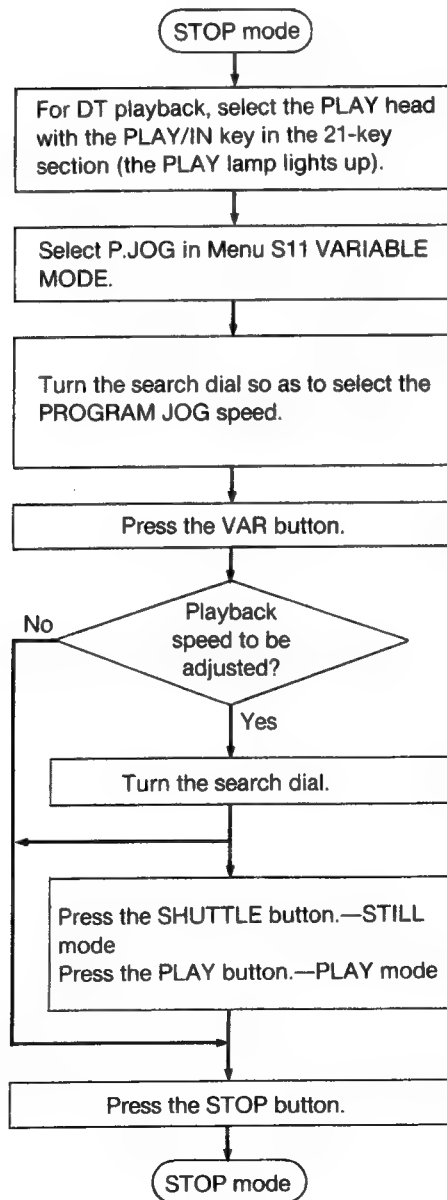 STOP mode
For DT playback, select the PLAY head
with the PLAY/IN key in the 21-key
section (the PLAY lamp lights up).
Select P.JOG in Menu S11 VARIABLE
MODE.
Turn the search dial so as to select the
PROGRAM JOG speed.
Press the VAR button.
Playback
speed to be
adjusted?
No
Yes
Turn the search dial.
Press the SHUTTLE button.—STILL
mode
Press the PLAY button.—PLAY mode
Press the STOP button.
STOP mode